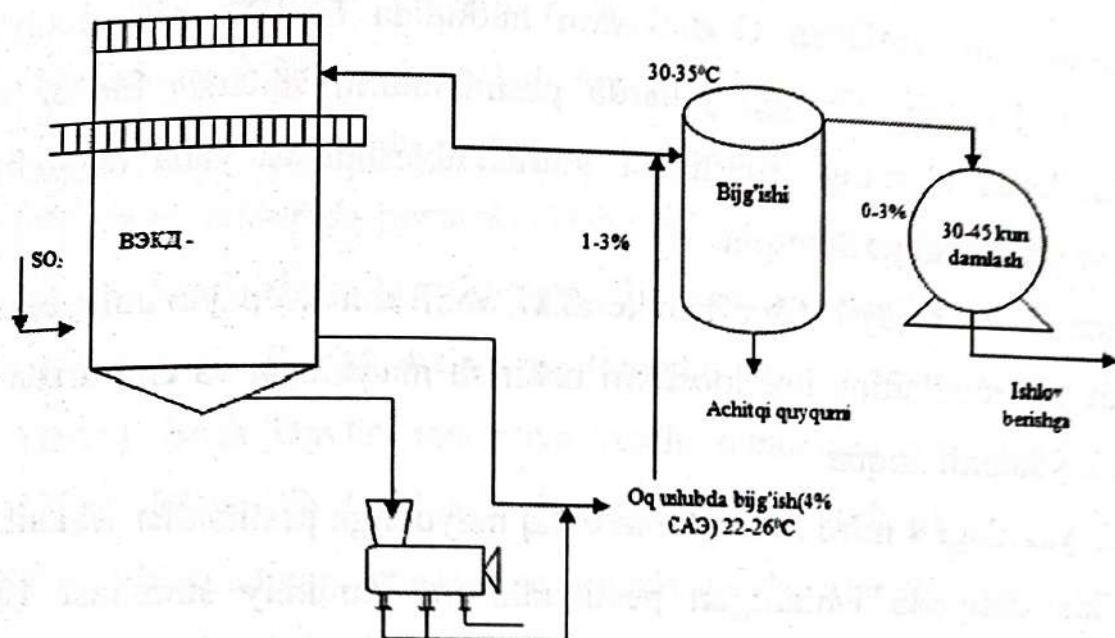 30-35⁰C
SO₂
ВЭКД-
Bijg'ishi
1-3%
0-3%
30-45 kun
damlash
Achitqi quyqumi
Ishlov
berishga
Oq uslubda bijg'ish(4%
САЭ) 22-26⁰C